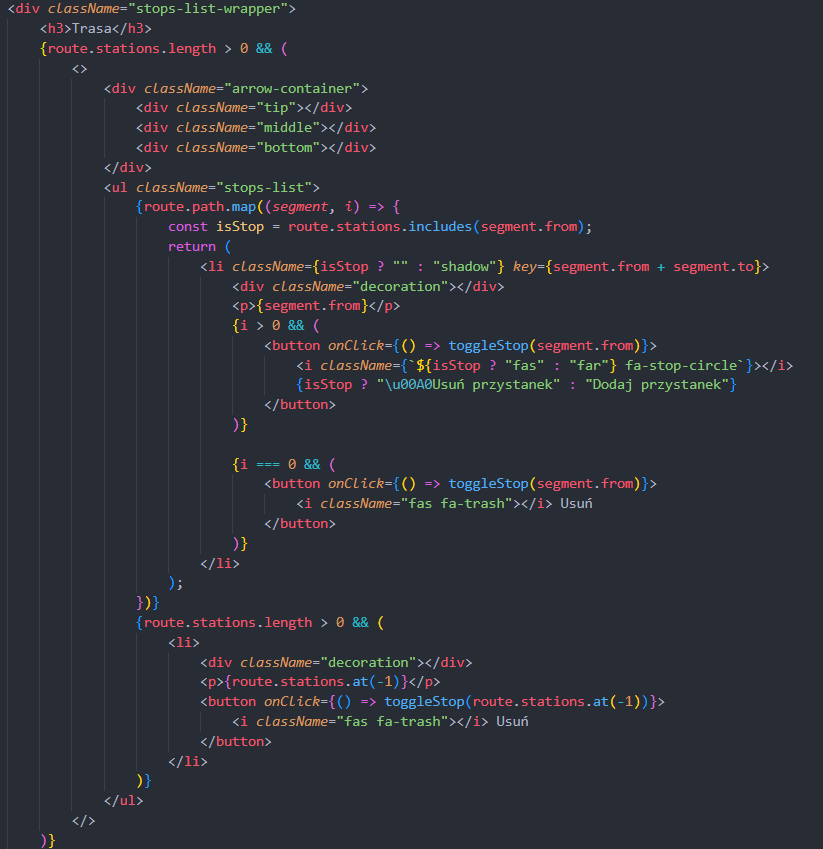 <div className="stops-list-wrapper">
<h3>Trasa</h3>
{route.stations.length > 0 && (
<>
<div className="arrow-container">
<div className="tip"></div>
<div className="middle"></div>
<div className="bottom"></div>
</div>
<ul className="stops-list">
{route.path.map((segment, i) => {
const isStop = route.stations.includes(segment.from);
return (
<li className={isStop ? "" : "shadow"} key={segment.from + segment.to}>
<div className="decoration"></div>
<p>{segment.from}</p>
{i > 0 && (
<button onClick={() => toggleStop(segment.from)}>
<i className={`${isStop ? "fas" : "far"} fa-stop-circle`}></i>
{isStop ? "\u00A0Usuń przystanek" : "Dodaj przystanek"}
</button>
)}
{i === 0 && (
<button onClick={() => toggleStop(segment.from)}>
<i className="fas fa-trash"></i> Usuń
</button>
)}
</li>
);
})}
{route.stations.length > 0 && (
<li>
<div className="decoration"></div>
<p>{route.stations.at(-1)}</p>
<button onClick={() => toggleStop(route.stations.at(-1))}>
<i className="fas fa-trash"></i> Usuń
</button>
</li>
)}
</ul>
</>
)}